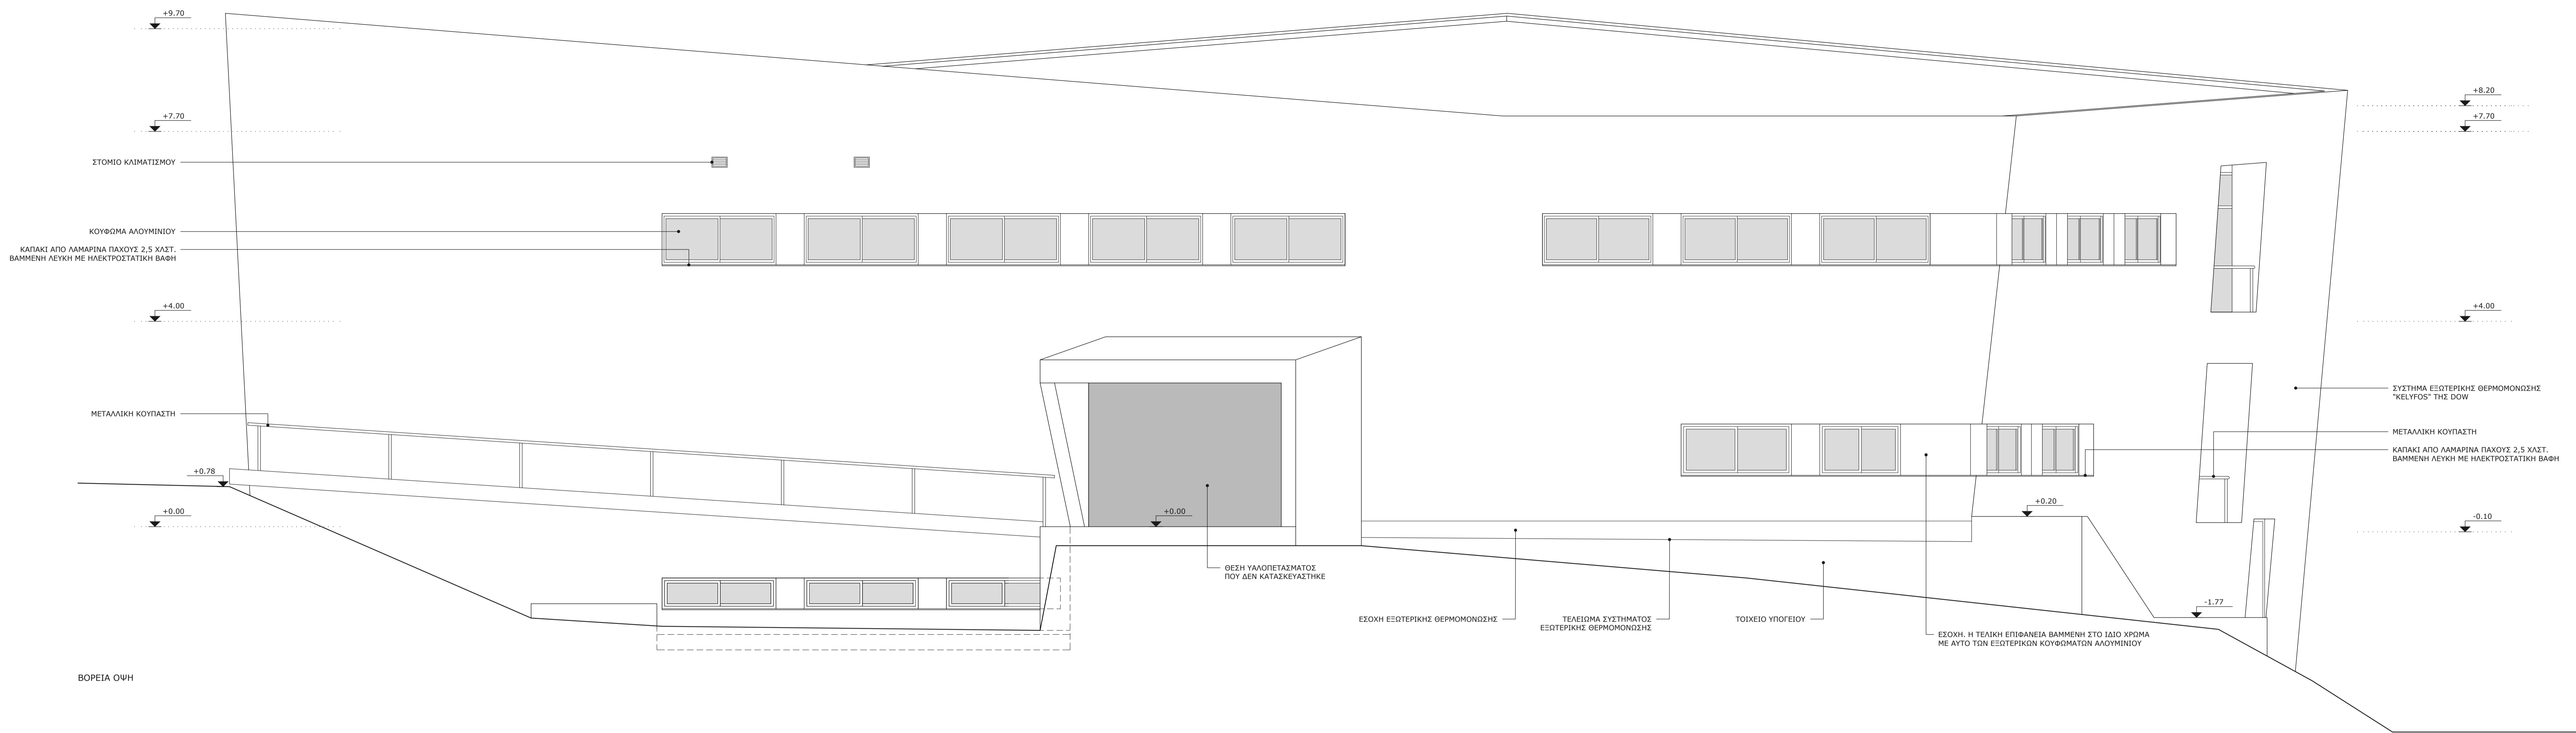 +9.70
+8.20
+7.70
+7.70
ΣΤΟΜΙΟ ΚΛΙΜΑΤΙΣΜΟΥ
ΚΟΥΦΩΜΑ ΑΛΟΥΜΙΝΙΟΥ
ΚΑΠΑΚΙ ΑΠΟ ΛΑΜΑΡΙΝΑ ΠΑΧΟΥΣ 2,5 ΧΛΣΤ.
ΒΑΜΜΕΝΗ ΛΕΥΚΗ ΜΕ ΗΛΕΚΤΡΟΣΤΑΤΙΚΗ ΒΑΦΗ
+4.00
+4.00
ΣΥΣΤΗΜΑ ΕΞΩΤΕΡΙΚΗΣ ΘΕΡΜΟΜΟΝΩΣΗΣ
"KELYFOS" ΤΗΣ DOW
ΜΕΤΑΛΛΙΚΗ ΚΟΥΠΑΣΤΗ
ΜΕΤΑΛΛΙΚΗ ΚΟΥΠΑΣΤΗ
ΚΑΠΑΚΙ ΑΠΟ ΛΑΜΑΡΙΝΑ ΠΑΧΟΥΣ 2,5 ΧΛΣΤ.
ΒΑΜΜΕΝΗ ΛΕΥΚΗ ΜΕ ΗΛΕΚΤΡΟΣΤΑΤΙΚΗ ΒΑΦΗ
+0.78
+0.20
+0.00
+0.00
-0.10
ΘΕΣΗ ΥΑΛΟΠΕΤΑΣΜΑΤΟΣ
ΠΟΥ ΔΕΝ ΚΑΤΑΣΚΕΥΑΣΤΗΚΕ
-1.77
ΕΣΟΧΗ ΕΞΩΤΕΡΙΚΗΣ ΘΕΡΜΟΜΟΝΩΣΗΣ
ΤΕΛΕΙΩΜΑ ΣΥΣΤΗΜΑΤΟΣ
ΕΞΩΤΕΡΙΚΗΣ ΘΕΡΜΟΜΟΝΩΣΗΣ
ΤΟΙΧΕΙΟ ΥΠΟΓΕΙΟΥ
ΕΣΟΧΗ. Η ΤΕΛΙΚΗ ΕΠΙΦΑΝΕΙΑ ΒΑΜΜΕΝΗ ΣΤΟ ΙΔΙΟ ΧΡΩΜΑ
ΜΕ ΑΥΤΟ ΤΩΝ ΕΞΩΤΕΡΙΚΩΝ ΚΟΥΦΩΜΑΤΩΝ ΑΛΟΥΜΙΝΙΟΥ
ΒΟΡΕΙΑ ΟΨΗ